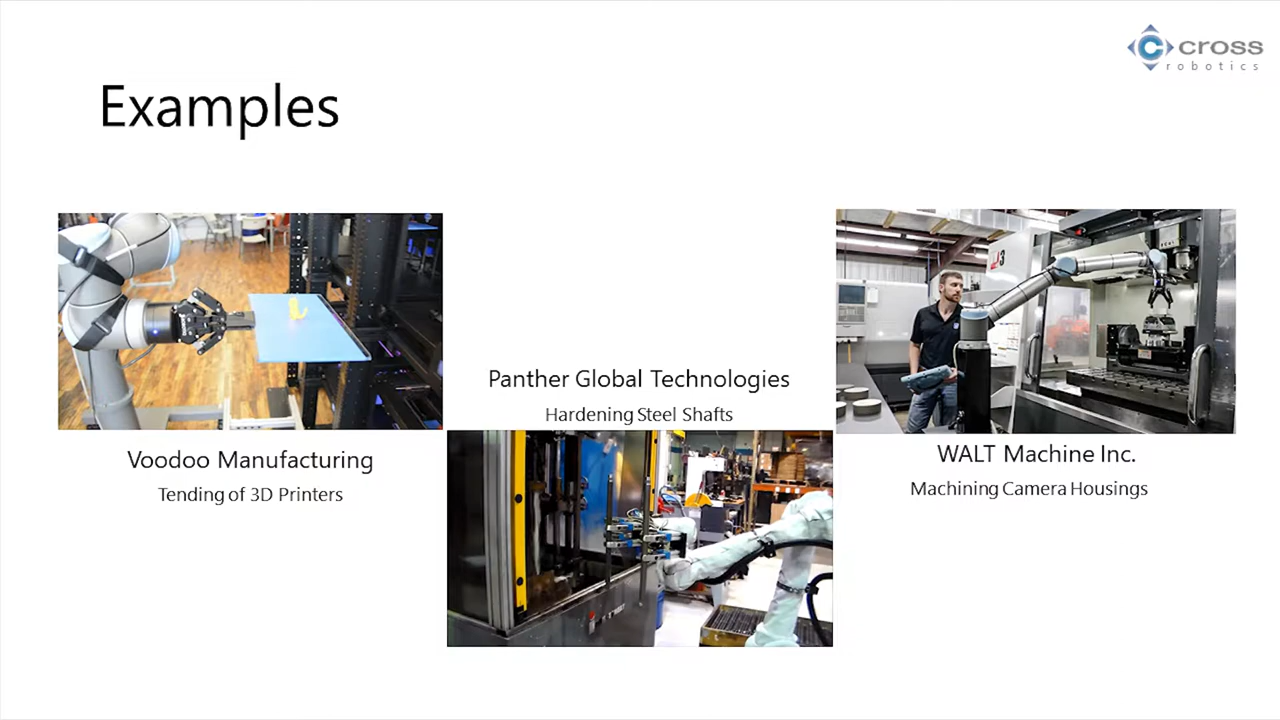 cross
robotics
Examples
Voodoo Manufacturing
Tending of 3D Printers
Panther Global Technologies
Hardening Steel Shafts
WALT Machine Inc.
Machining Camera Housings